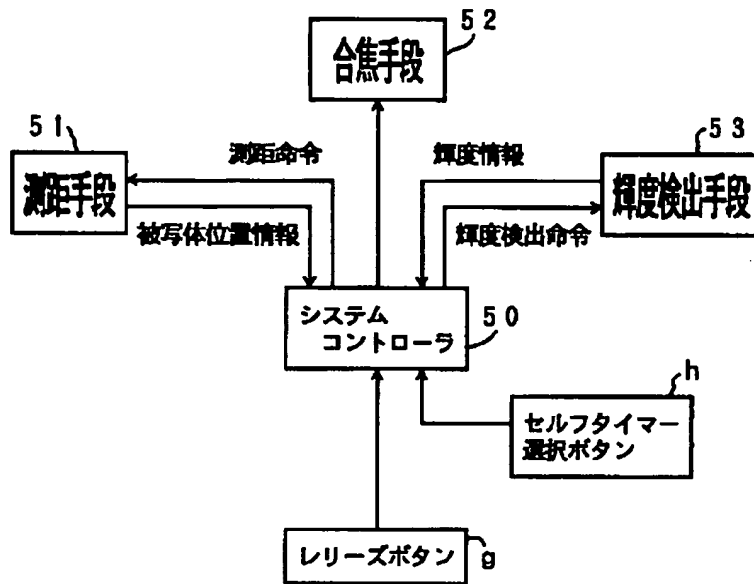 52
合焦手段
51
測距手段
測距命令
被写体位置情報
輝度情報
53
輝度検出手段
輝度検出命令
システム
コントローラ
50
h
セルフタイマー
選択ボタン
レリーズボタン
g